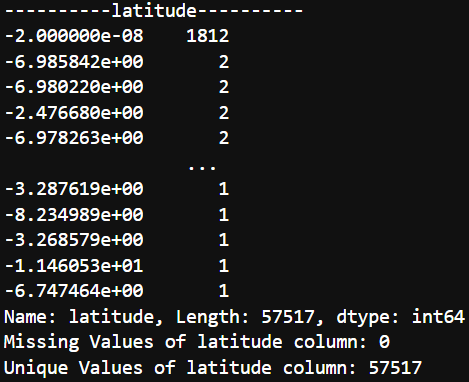 ----------latitude----------
-2.000000e-08    1812
-6.985842e+00       2
-6.980220e+00       2
-2.476680e+00       2
-6.978263e+00       2
                 ...
-3.287619e+00       1
-8.234989e+00       1
-3.268579e+00       1
-1.146053e+01       1
-6.747464e+00       1
Name: latitude, Length: 57517, dtype: int64
Missing Values of latitude column: 0
Unique Values of latitude column: 57517